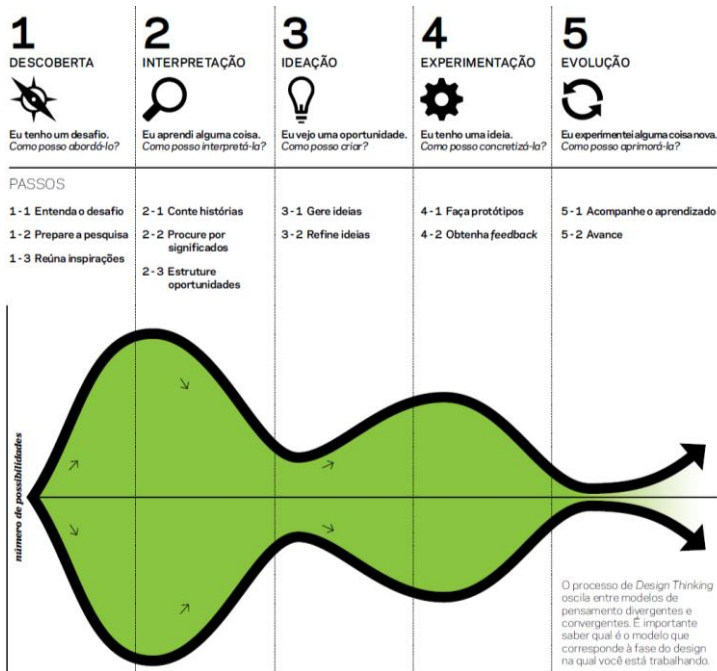 1
DESCOBERTA
Eu tenho um desafio.
Como posso abordá-lo?
2
INTERPRETAÇÃO
Eu aprendi alguma coisa.
Como posso interpretá-la?
3
IDEAÇÃO
Eu vejo uma oportunidade.
Como posso criar?
4
EXPERIMENTAÇÃO
Eu tenho uma ideia.
Como posso concretizá-la?
5
EVOLUÇÃO
Eu experimentei alguma coisa nova.
Como posso aprimorá-la?
PASSOS
1 - 1 Entenda o desafio
1 - 2 Prepare a pesquisa
1 - 3 Reúna inspirações
2 - 1 Conte histórias
2 - 2 Procure por
significados
2 - 3 Estruture
oportunidades
3 - 1 Gere ideias
3 - 2 Refine ideias
4 - 1 Faça protótipos
4 - 2 Obtenha feedback
5 - 1 Acompanhe o aprendizado
5 - 2 Avance
número de possibilidades
O processo de Design Thinking
oscila entre modelos de
pensamento divergentes e
convergentes. É importante
saber qual é o modelo que
corresponde à fase do design
na qual você está trabalhando.